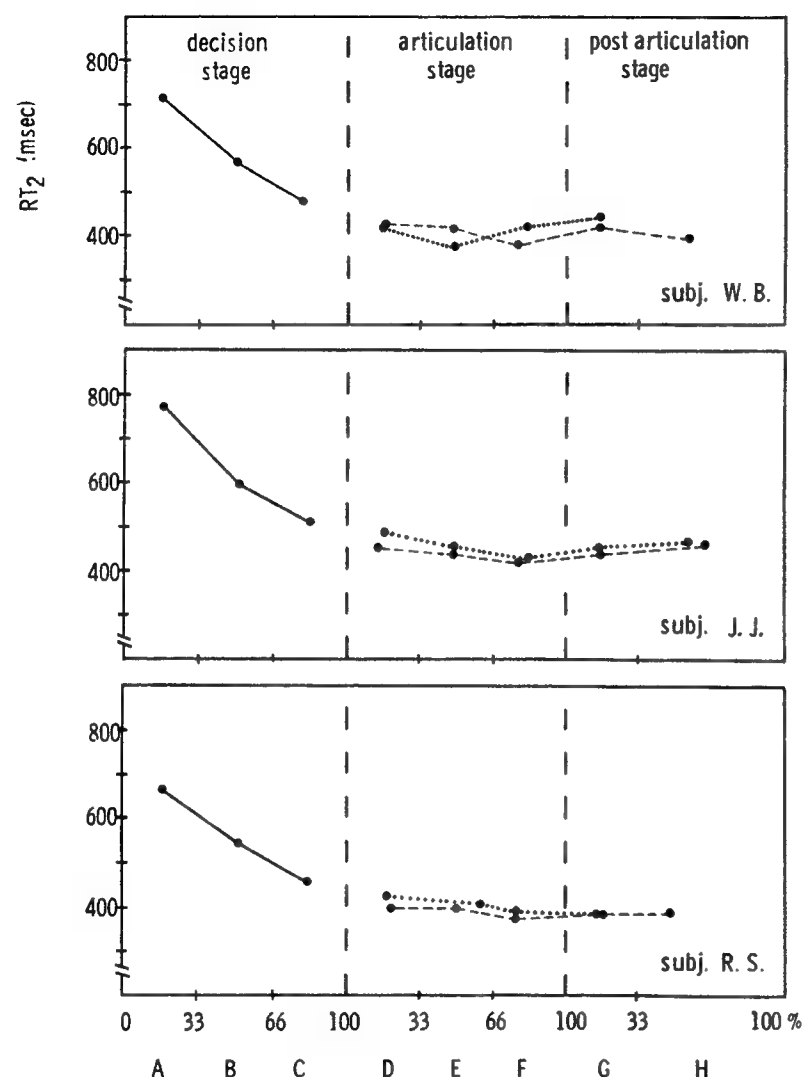 decision stage
articulation stage
post articulation stage
RT2 (msec)
800
600
400
subj. W. B.
800
600
400
subj. J. J.
800
600
400
subj. R. S.
0 33 66 100 33 66 100 33 100 %
A B C D E F G H